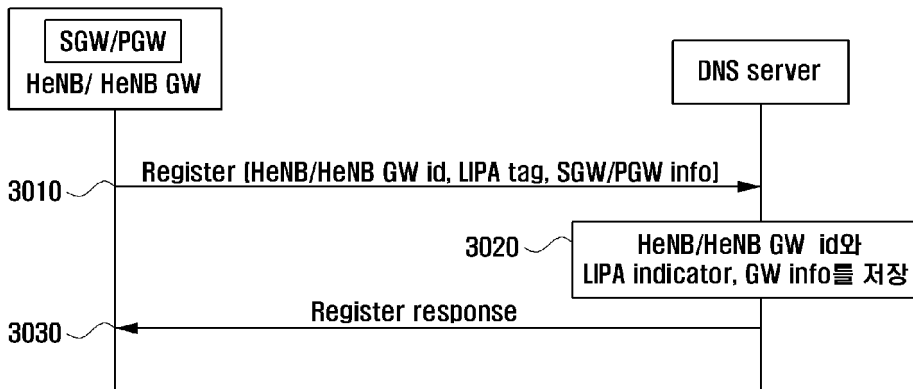 SGW/PGW
HeNB/ HeNB GW
DNS server
Register (HeNB/HeNB GW id, LIPA tag, SGW/PGW info)
3010
3020
HeNB/HeNB GW id와
LIPA indicator, GW info를 저장
Register response
3030